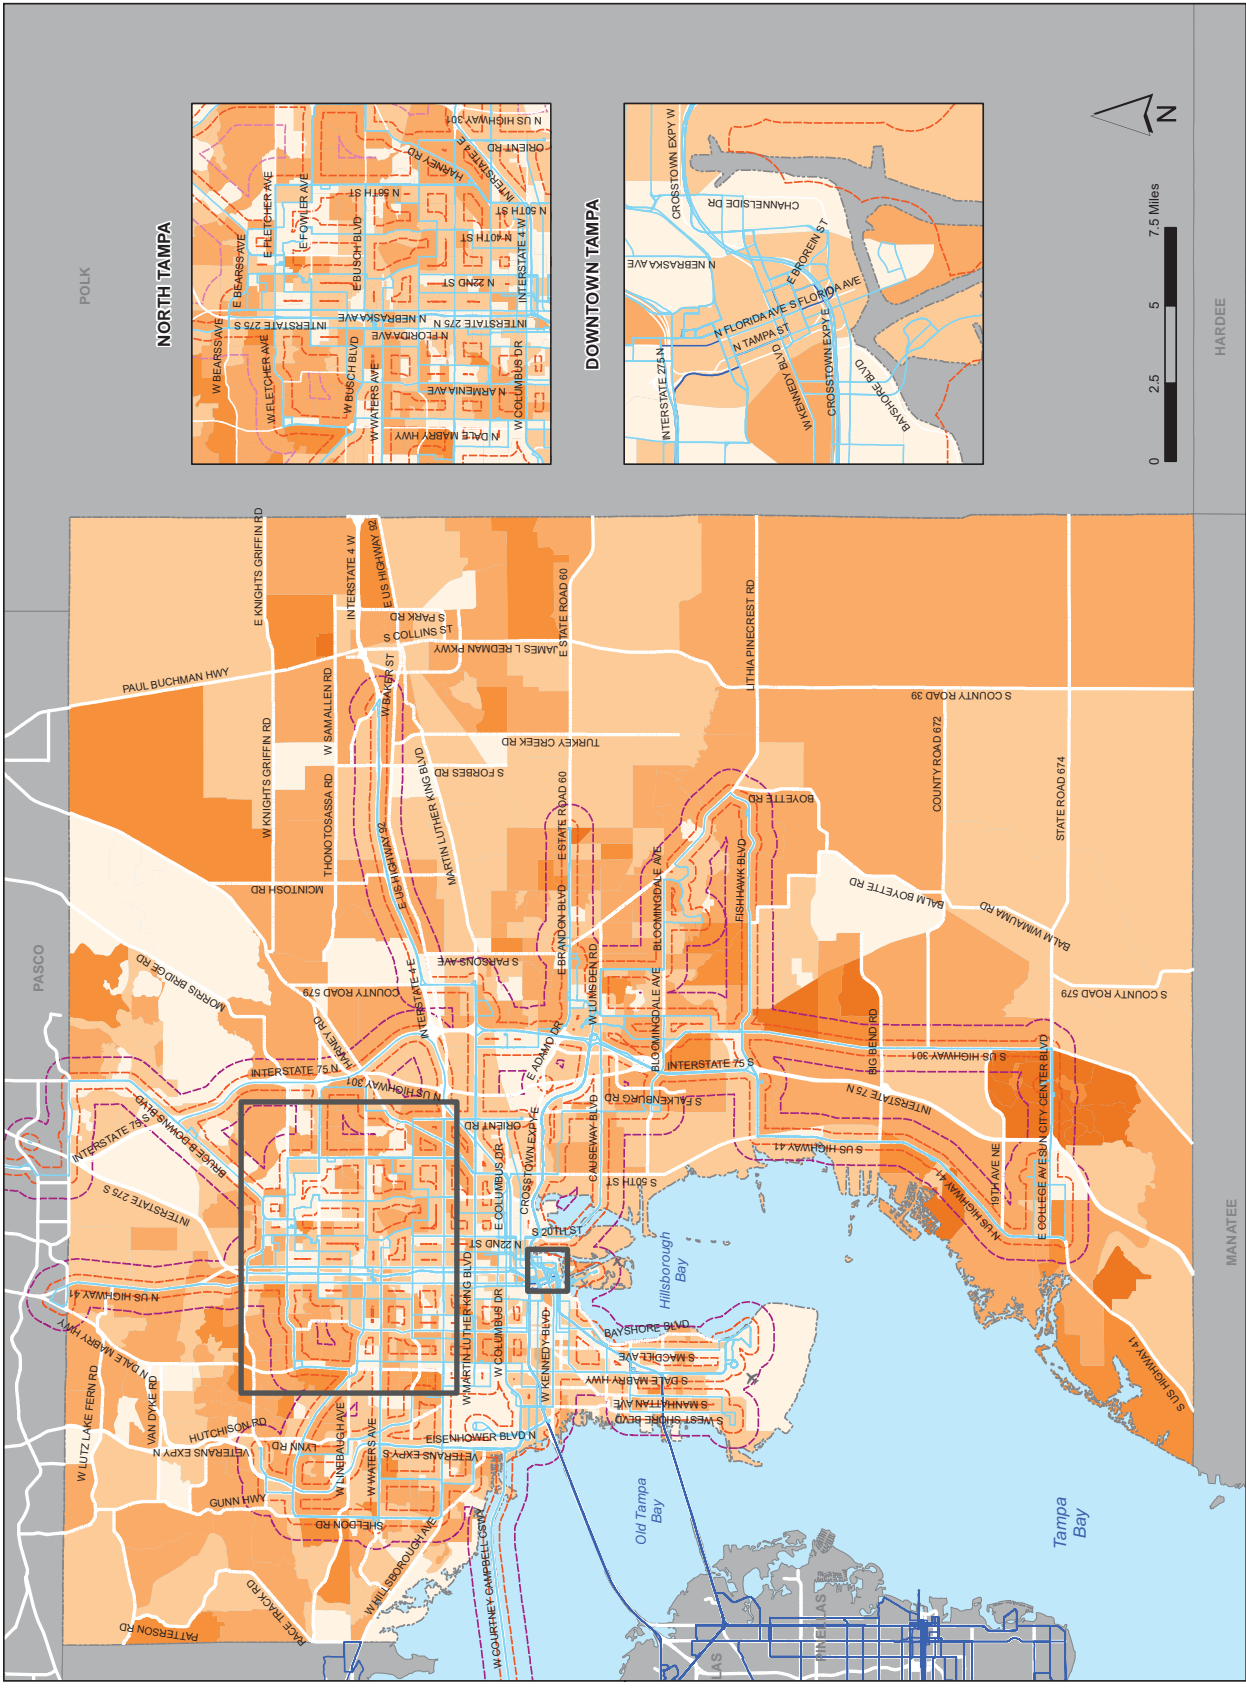 POLK
HARDEE
PASCO
MANATEE
PINELLAS
LAS
NORTH TAMPA
W BEARSS AVE
E BEARSS AVE
E FLETCHER AVE
W FLETCHER AVE
E FOWLER AVE
INTERSTATE 275 S
N NEBRASKA AVE
E BUSCH BLVD
W BUSCH BLVD
W WATERS AVE
N FLORIDA AVE
INTERSTATE 275 N
N ARMENIA AVE
N DALE MABRY HWY
W COLUMBUS DR
N 22ND ST
N 40TH ST
N 50TH ST
N 56TH ST
INTERSTATE 4 W
INTERSTATE 4 E
HARNEY RD
ORIENT RD
N US HIGHWAY 301
DOWNTOWN TAMPA
CROSSTOWN EXPY W
CHANNELSIDE DR
N NEBRASKA AVE
E BROREIN ST
N FLORIDA AVE
S FLORIDA AVE
N TAMPA ST
INTERSTATE 275 N
W KENNEDY BLVD
CROSSTOWN EXPY E
BAYSHORE BLVD
N
0
2.5
5
7.5 Miles
E KNIGHTS GRIFFIN RD
INTERSTATE 4 W
E US HIGHWAY 92
S PARK RD
S COLLINS ST
JAMES L REDMAN PKWY
E STATE ROAD 60
LITHIA PINECREST RD
PAUL BUCHMAN HWY
W SAM ALLEN RD
W BAKER ST
S COUNTY ROAD 39
W KNIGHTS GRIFFIN RD
THONOTOSASSA RD
TURKEY CREEK RD
S FORBES RD
COUNTY ROAD 672
STATE ROAD 674
MARTIN LUTHER KING BLVD
E STATE ROAD 60
BOYETTE RD
MCINTOSH RD
E US HIGHWAY 92
BLOOMINGDALE AVE
FISHHAWK BLVD
BALM BOYETTE RD
BALM WIMAUMA RD
MORRIS BRIDGE RD
S PARSONS AVE
E BRANDON BLVD
COUNTY ROAD 579
S COUNTY ROAD 579
INTERSTATE 4 E
W LUMSDEN RD
BLOOMINGDALE AVE
HARNEY RD
E ADAMO DR
INTERSTATE 75 N
INTERSTATE 75 S
BIG BEND RD
S US HIGHWAY 301
N US HIGHWAY 301
S FALKENBURG RD
INTERSTATE 75 N
SUN CITY CENTER BLVD
E COLLEGE AVE
INTERSTATE 75 S
BRUCE B DOWNS BLVD
ORIENT RD
CROSSTOWN EXPY E
CAUSEWAY BLVD
S US HIGHWAY 41
19TH AVE NE
N US HIGHWAY 41
INTERSTATE 275 S
E COLUMBUS DR
S 50TH ST
N 22ND ST
S 20TH ST
N US HIGHWAY 41
W MARTIN LUTHER KING BLVD
W COLUMBUS DR
W KENNEDY BLVD
Hillsborough
Bay
BAYSHORE BLVD
S MACDILL AVE
S DALE MABRY HWY
S MANHATTAN AVE
S WEST SHORE BLVD
S US HIGHWAY 41
N DALE MABRY HWY
W LUTZ LAKE FERN RD
VAN DYKE RD
HUTCHISON RD
VETERANS EXPY N
LYNN RD
W LINEBAUGH AVE
W WATERS AVE
VETERANS EXPY S
EISENHOWER BLVD N
GUNN HWY
SHELDON RD
W HILLSBOROUGH AVE
RACE TRACK RD
PATTERSON RD
W COURTNEY CAMPBELL CSWY
Old Tampa
Bay
Tampa
Bay